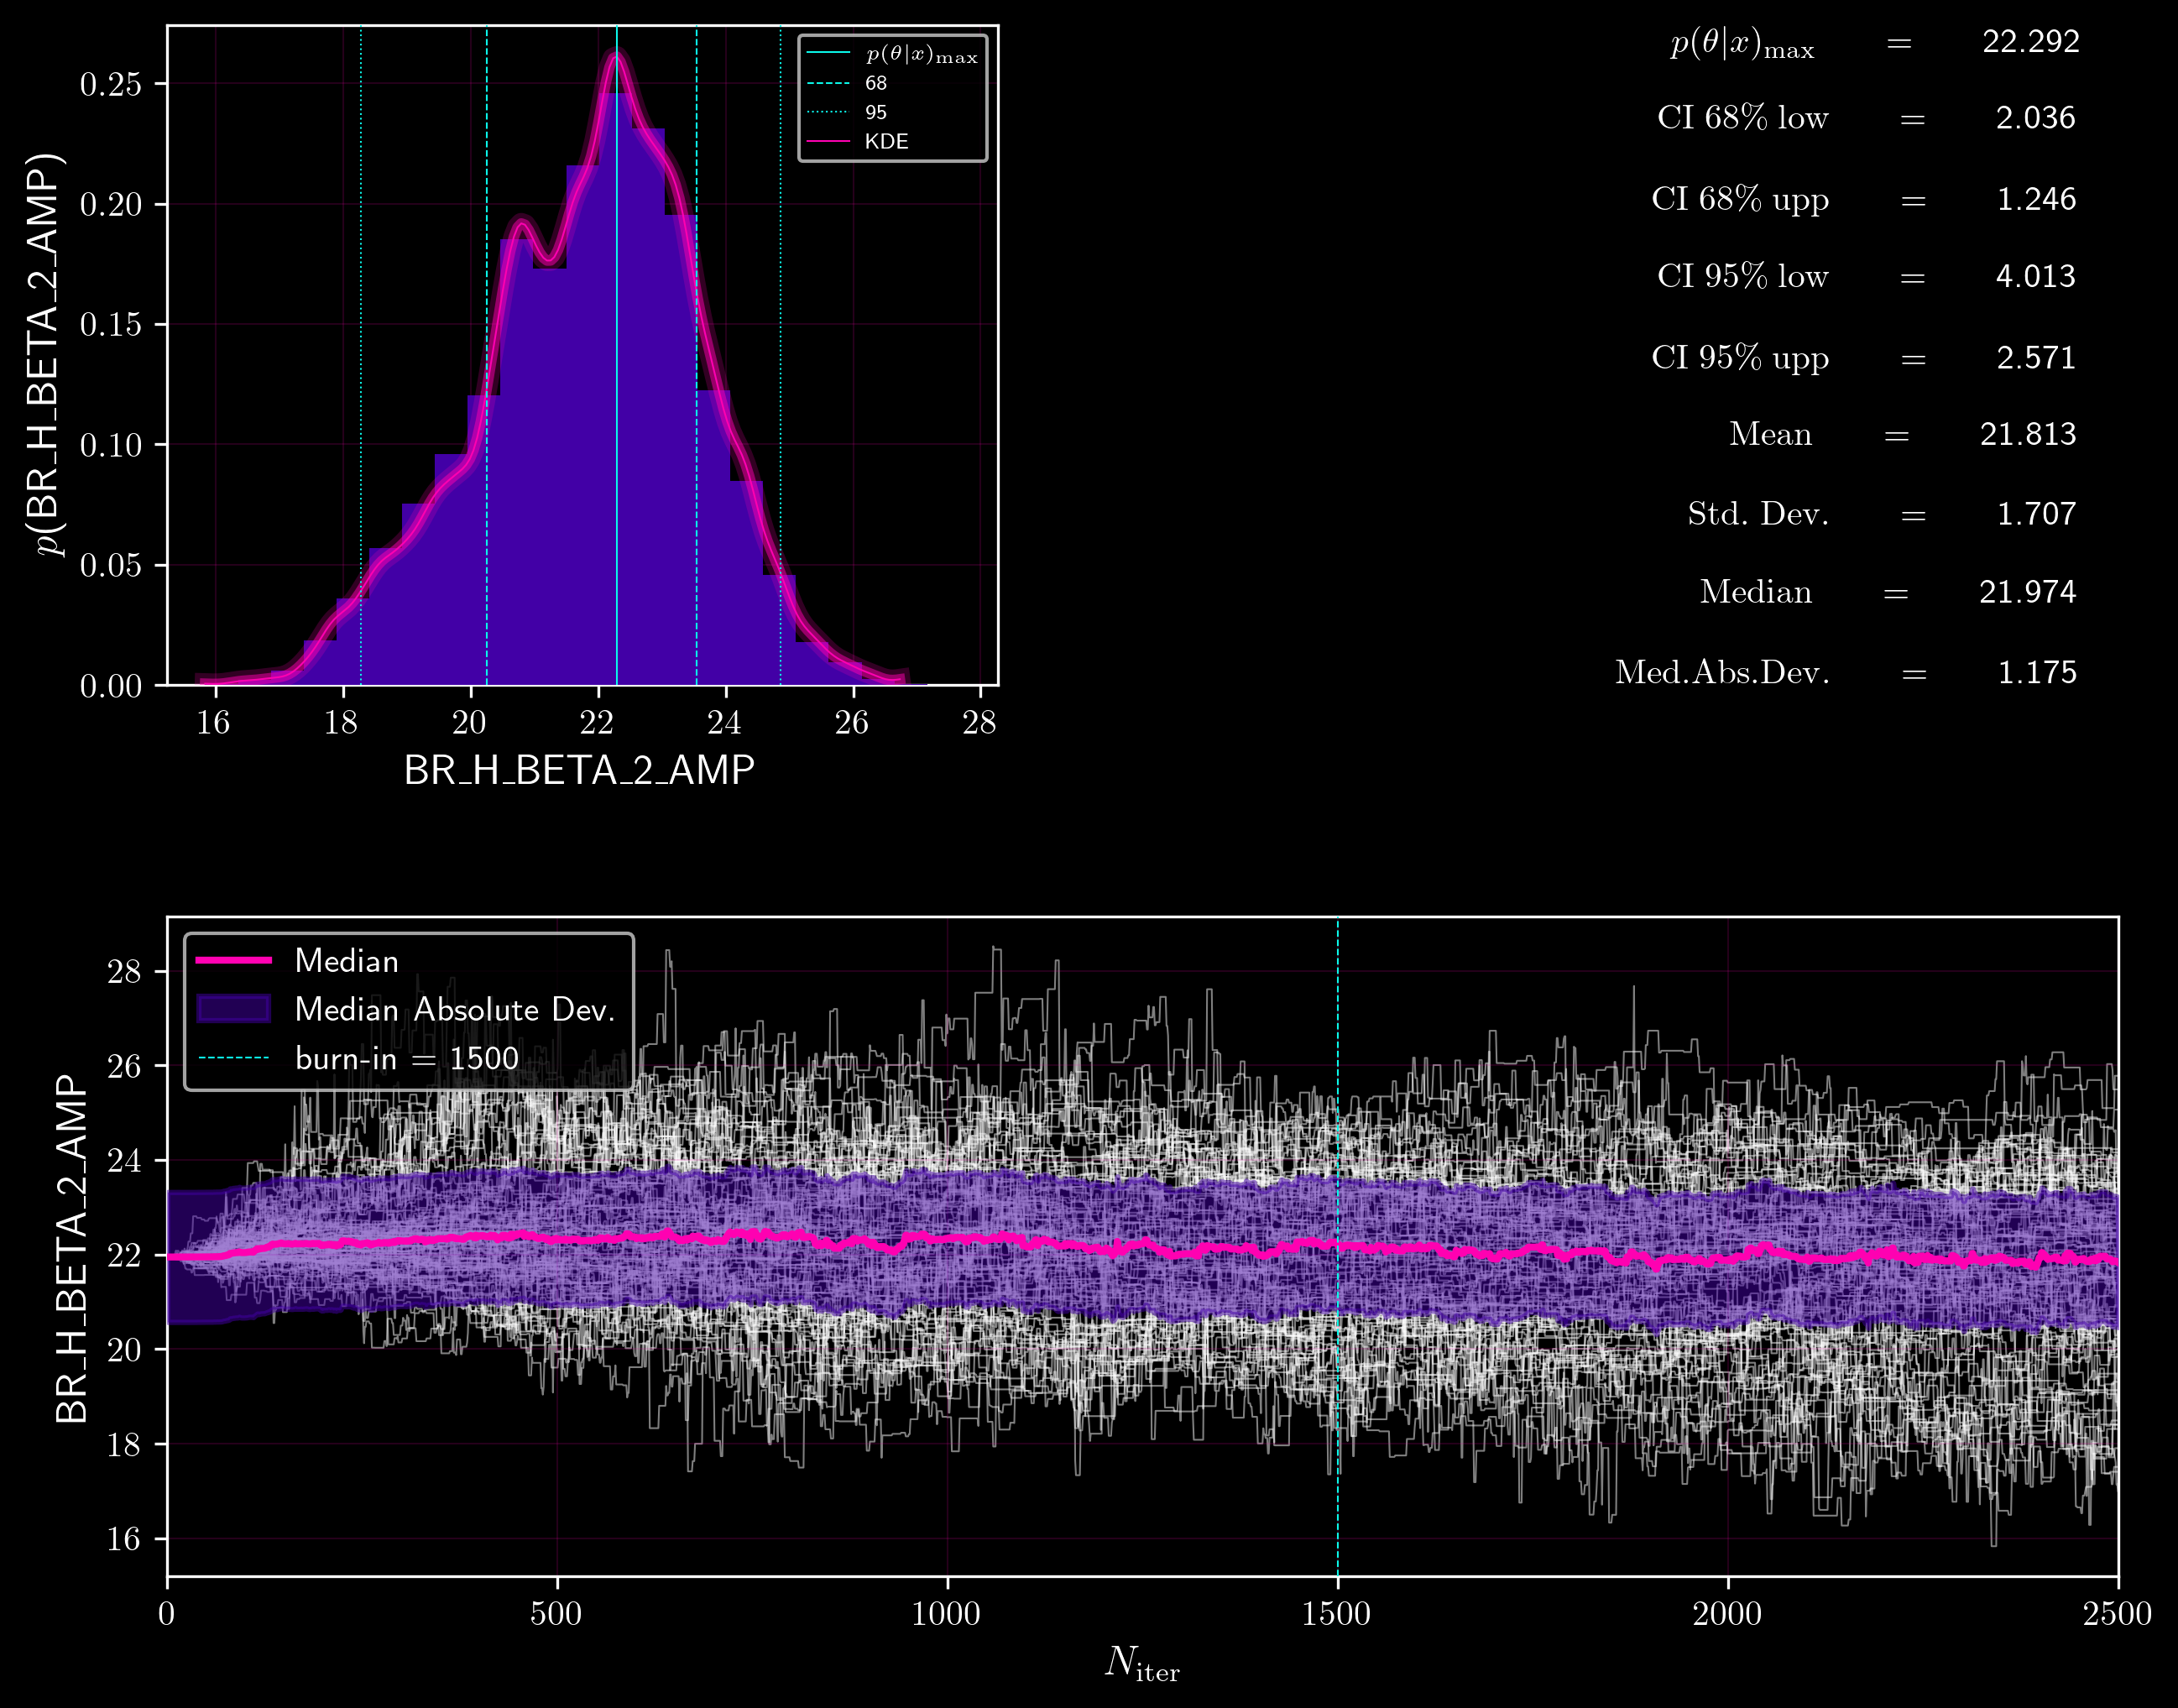 p(BR_H_BETA_2_AMP)
0.25
0.20
0.15
0.10
0.05
0.00
16 18 20 22 24 26 28
BR_H_BETA_2_AMP
p(θ|x)max
68
95
KDE
p(θ|x)max = 22.292
CI 68% low = 2.036
CI 68% upp = 1.246
CI 95% low = 4.013
CI 95% upp = 2.571
Mean = 21.813
Std. Dev. = 1.707
Median = 21.974
Med.Abs.Dev. = 1.175
BR_H_BETA_2_AMP
28
26
24
22
20
18
16
Median
Median Absolute Dev.
burn-in = 1500
0 500 1000 1500 2000 2500
Niter